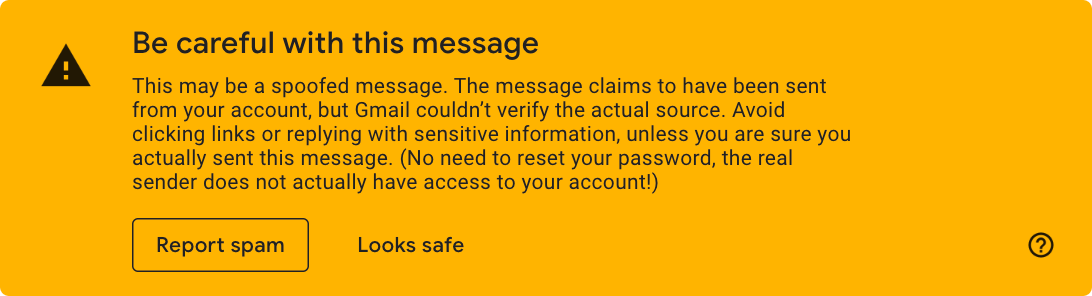 Be careful with this message
This may be a spoofed message. The message claims to have been sent
from your account, but Gmail couldn’t verify the actual source. Avoid
clicking links or replying with sensitive information, unless you are sure you
actually sent this message. (No need to reset your password, the real
sender does not actually have access to your account!)
Report spam Looks safe